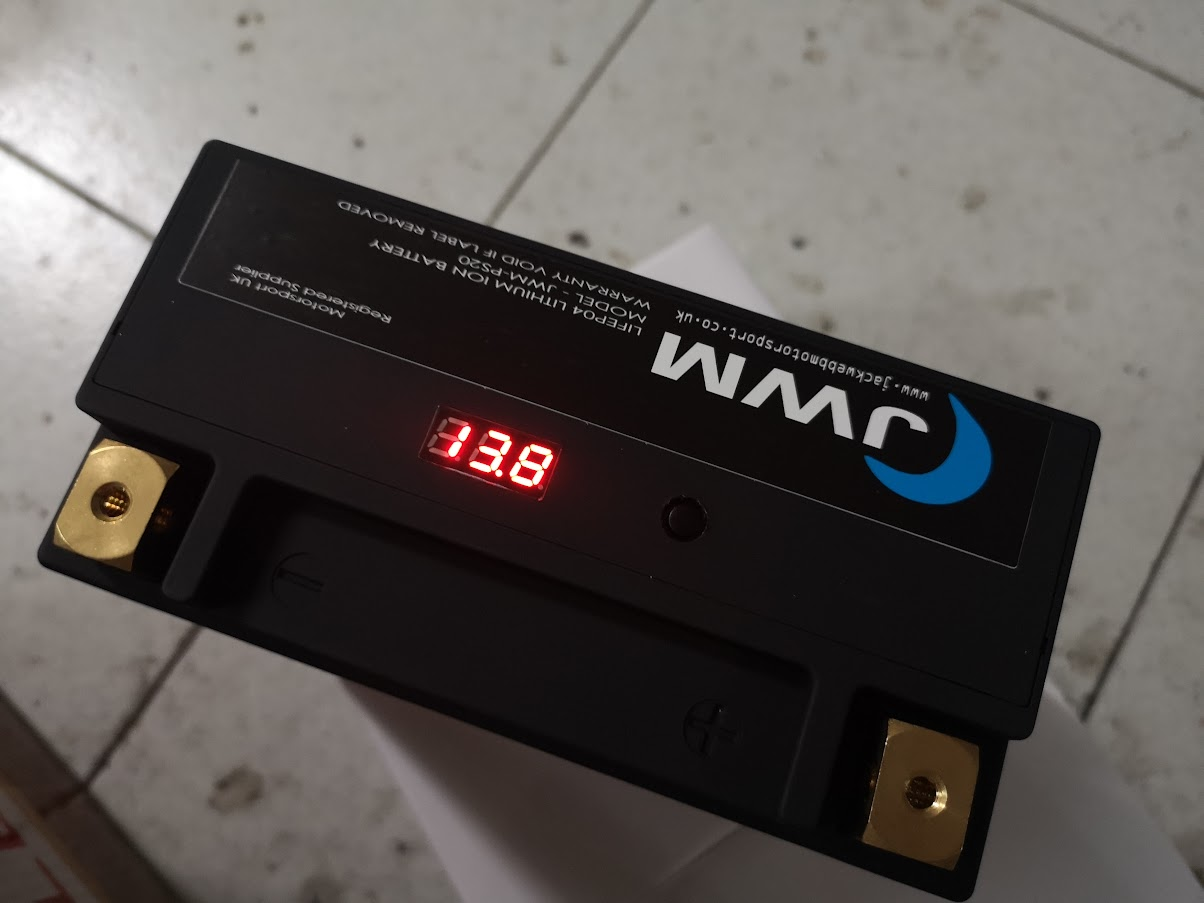 JWM
www.jackwebbmotorsport.co.uk
LIFEP04 LITHIUM ION BATTERY
MODEL - JWM-PS20
WARRANTY VOID IF LABEL REMOVED
Motorsport UK
Registered Supplier
13.8
- +